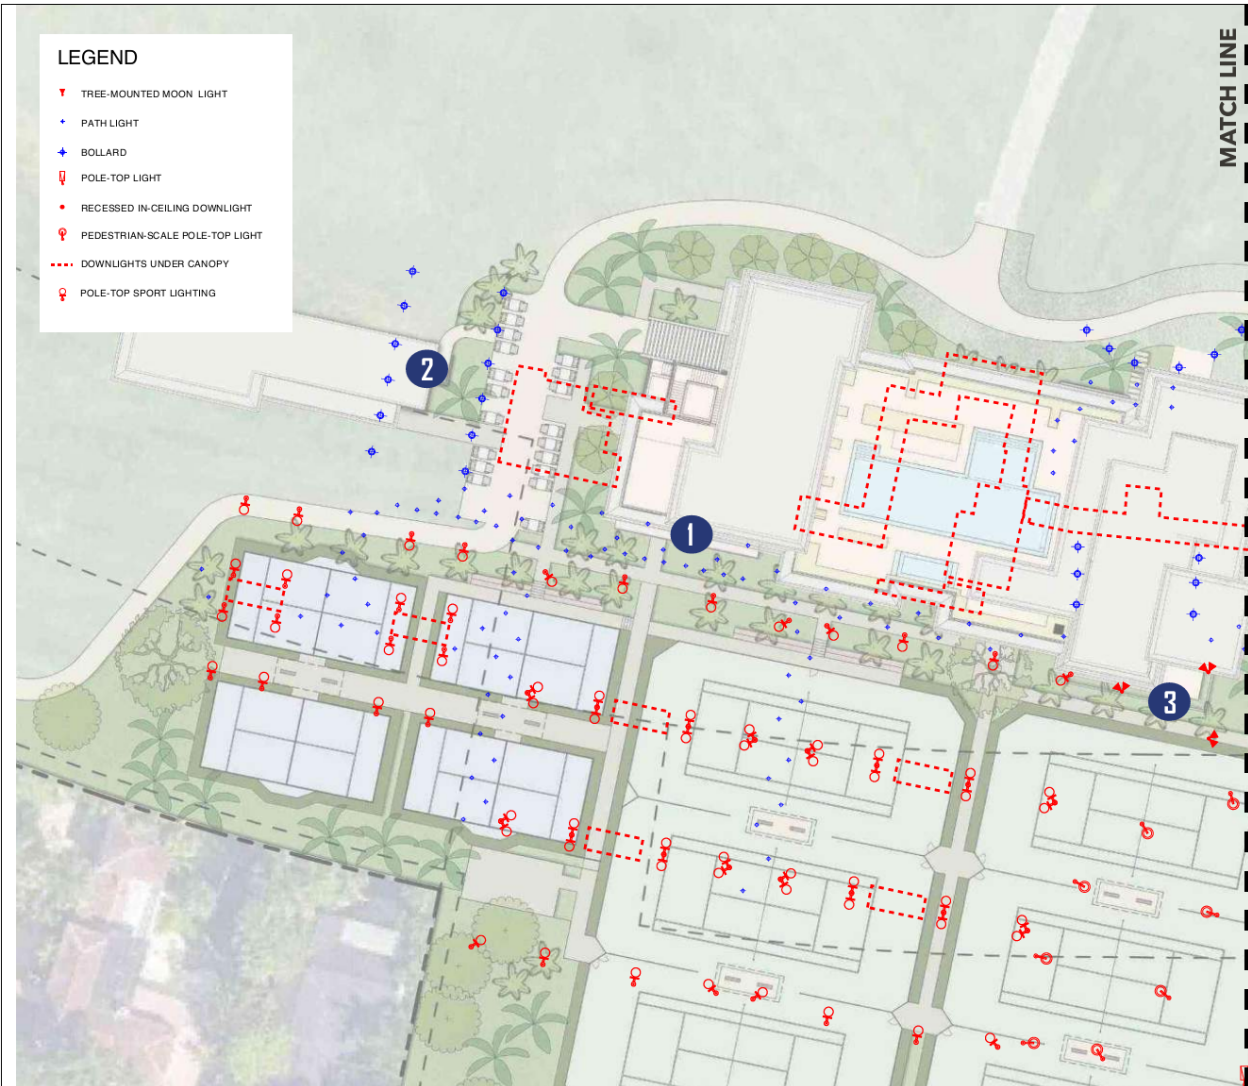 LEGEND
TREE-MOUNTED MOON LIGHT
PATH LIGHT
BOLLARD
POLE-TOP LIGHT
RECESSED IN-CEILING DOWNLIGHT
PEDESTRIAN-SCALE POLE-TOP LIGHT
DOWNLIGHTS UNDER CANOPY
POLE-TOP SPORT LIGHTING
MATCH LINE
2
1
3